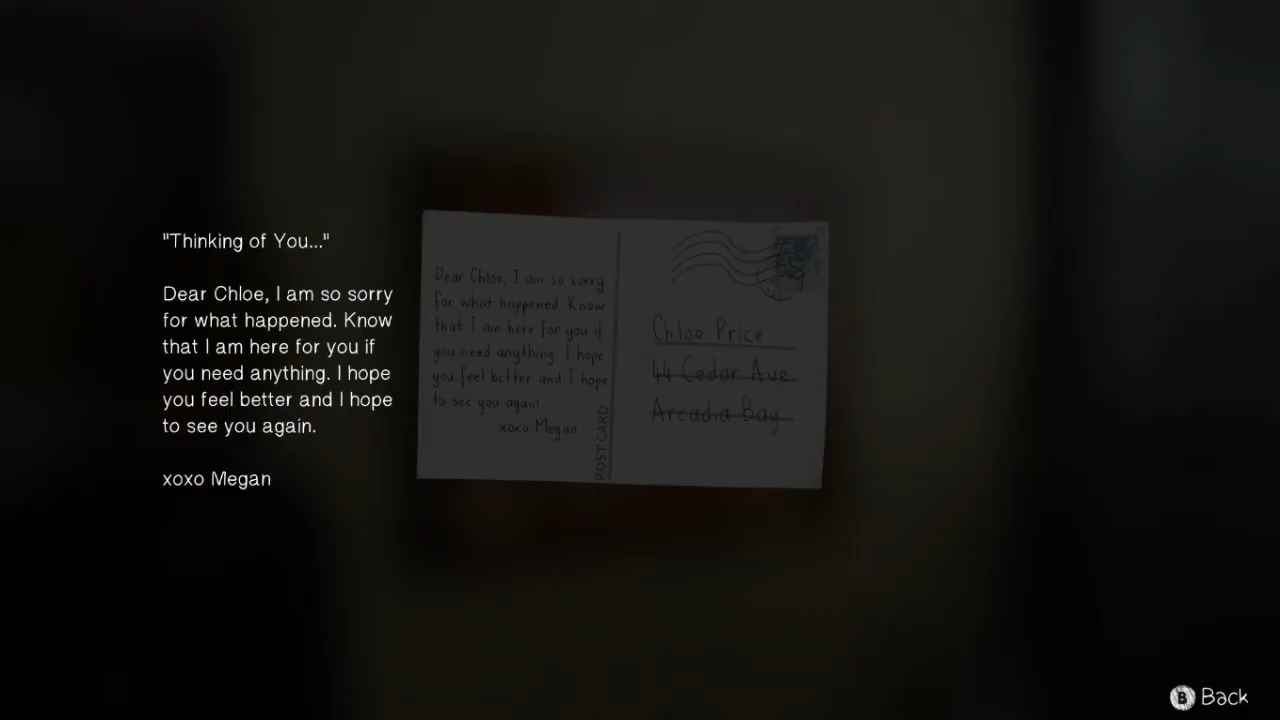 "Thinking of You..."
Dear Chloe, I am so sorry
for what happened. Know
that I am here for you if
you need anything. I hope
you feel better and I hope
to see you again.
xoxo Megan
Dear Chloe, I am so sorry
for what happened. Know
that I am here for you if
you need anything. I hope
you feel better and I hope
to see you again
xoxo Megan
POST CARD
Chloe Price
44 Cedar Ave
Arcadia Bay
B Back